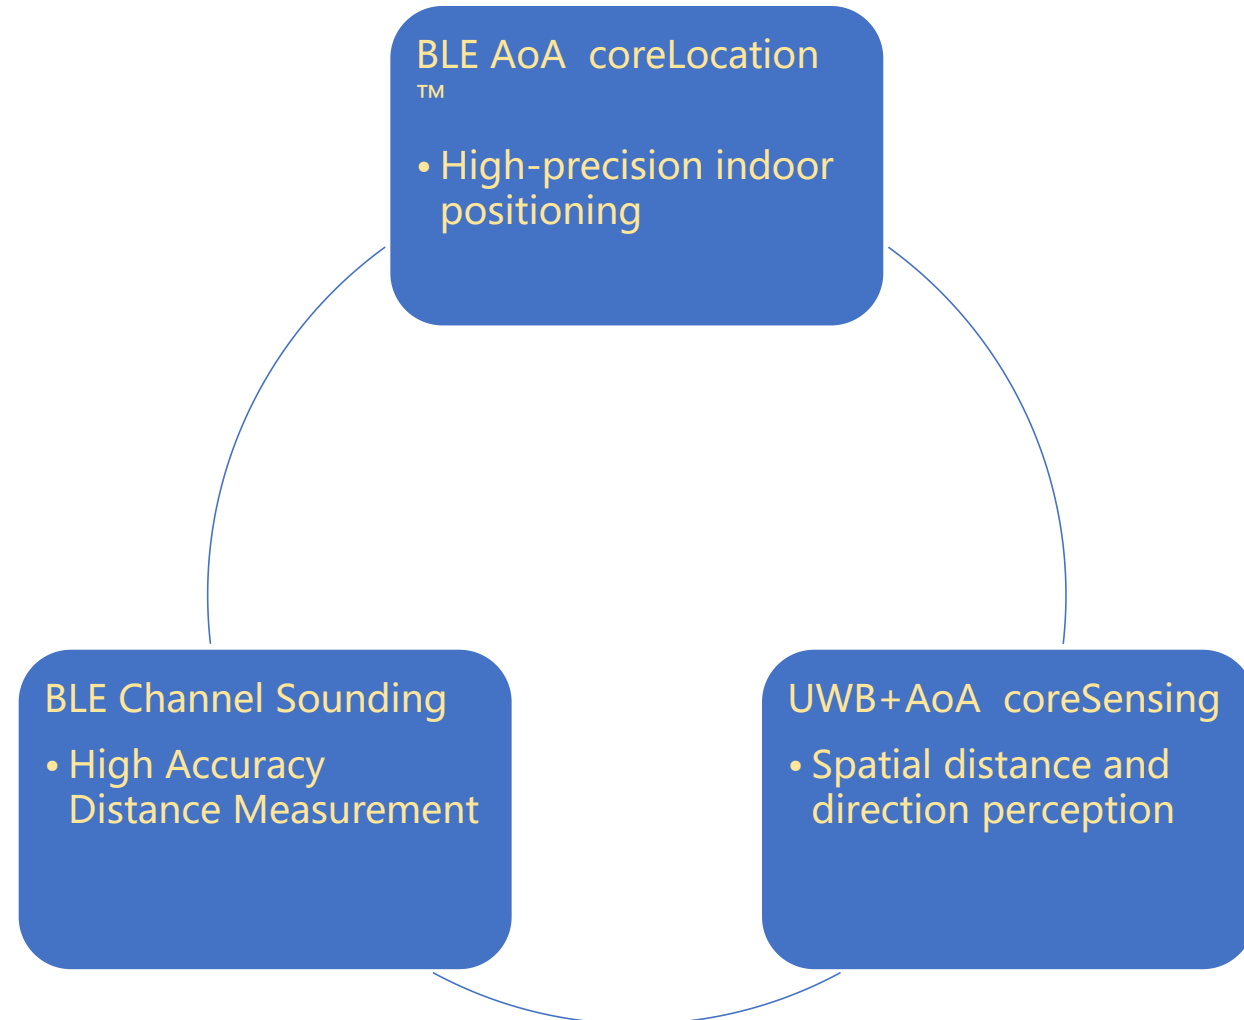 BLE AoA  coreLocation
™
• High-precision indoor
positioning
BLE Channel Sounding
• High Accuracy
Distance Measurement
UWB+AoA  coreSensing
• Spatial distance and
direction perception